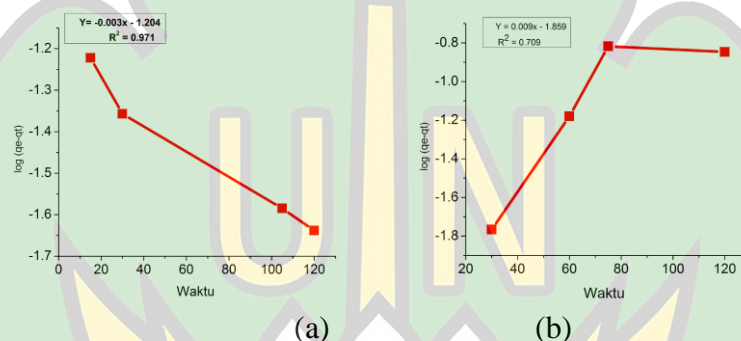 Y= -0.003x - 1.204
R² = 0.971
-1.2
-1.3
-1.4
-1.5
-1.6
-1.7
log (qe-qt)
0 20 40 60 80 100 120
Waktu
(a)
Y = 0.009x - 1.859
R² = 0.709
-0.8
-1.0
-1.2
-1.4
-1.6
-1.8
log (qe-qt)
20 40 60 80 100 120
Waktu
(b)
U N